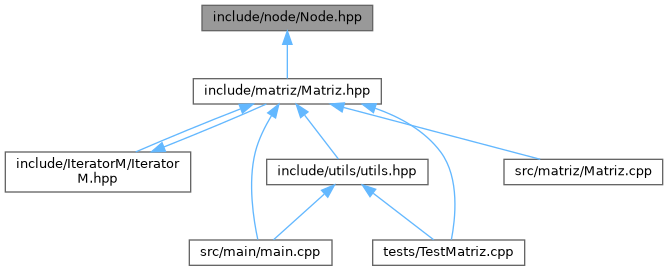 include/node/Node.hpp
include/matriz/Matriz.hpp
include/IteratorM/Iterator
M.hpp
include/utils/utils.hpp
src/matriz/Matriz.cpp
src/main/main.cpp
tests/TestMatriz.cpp